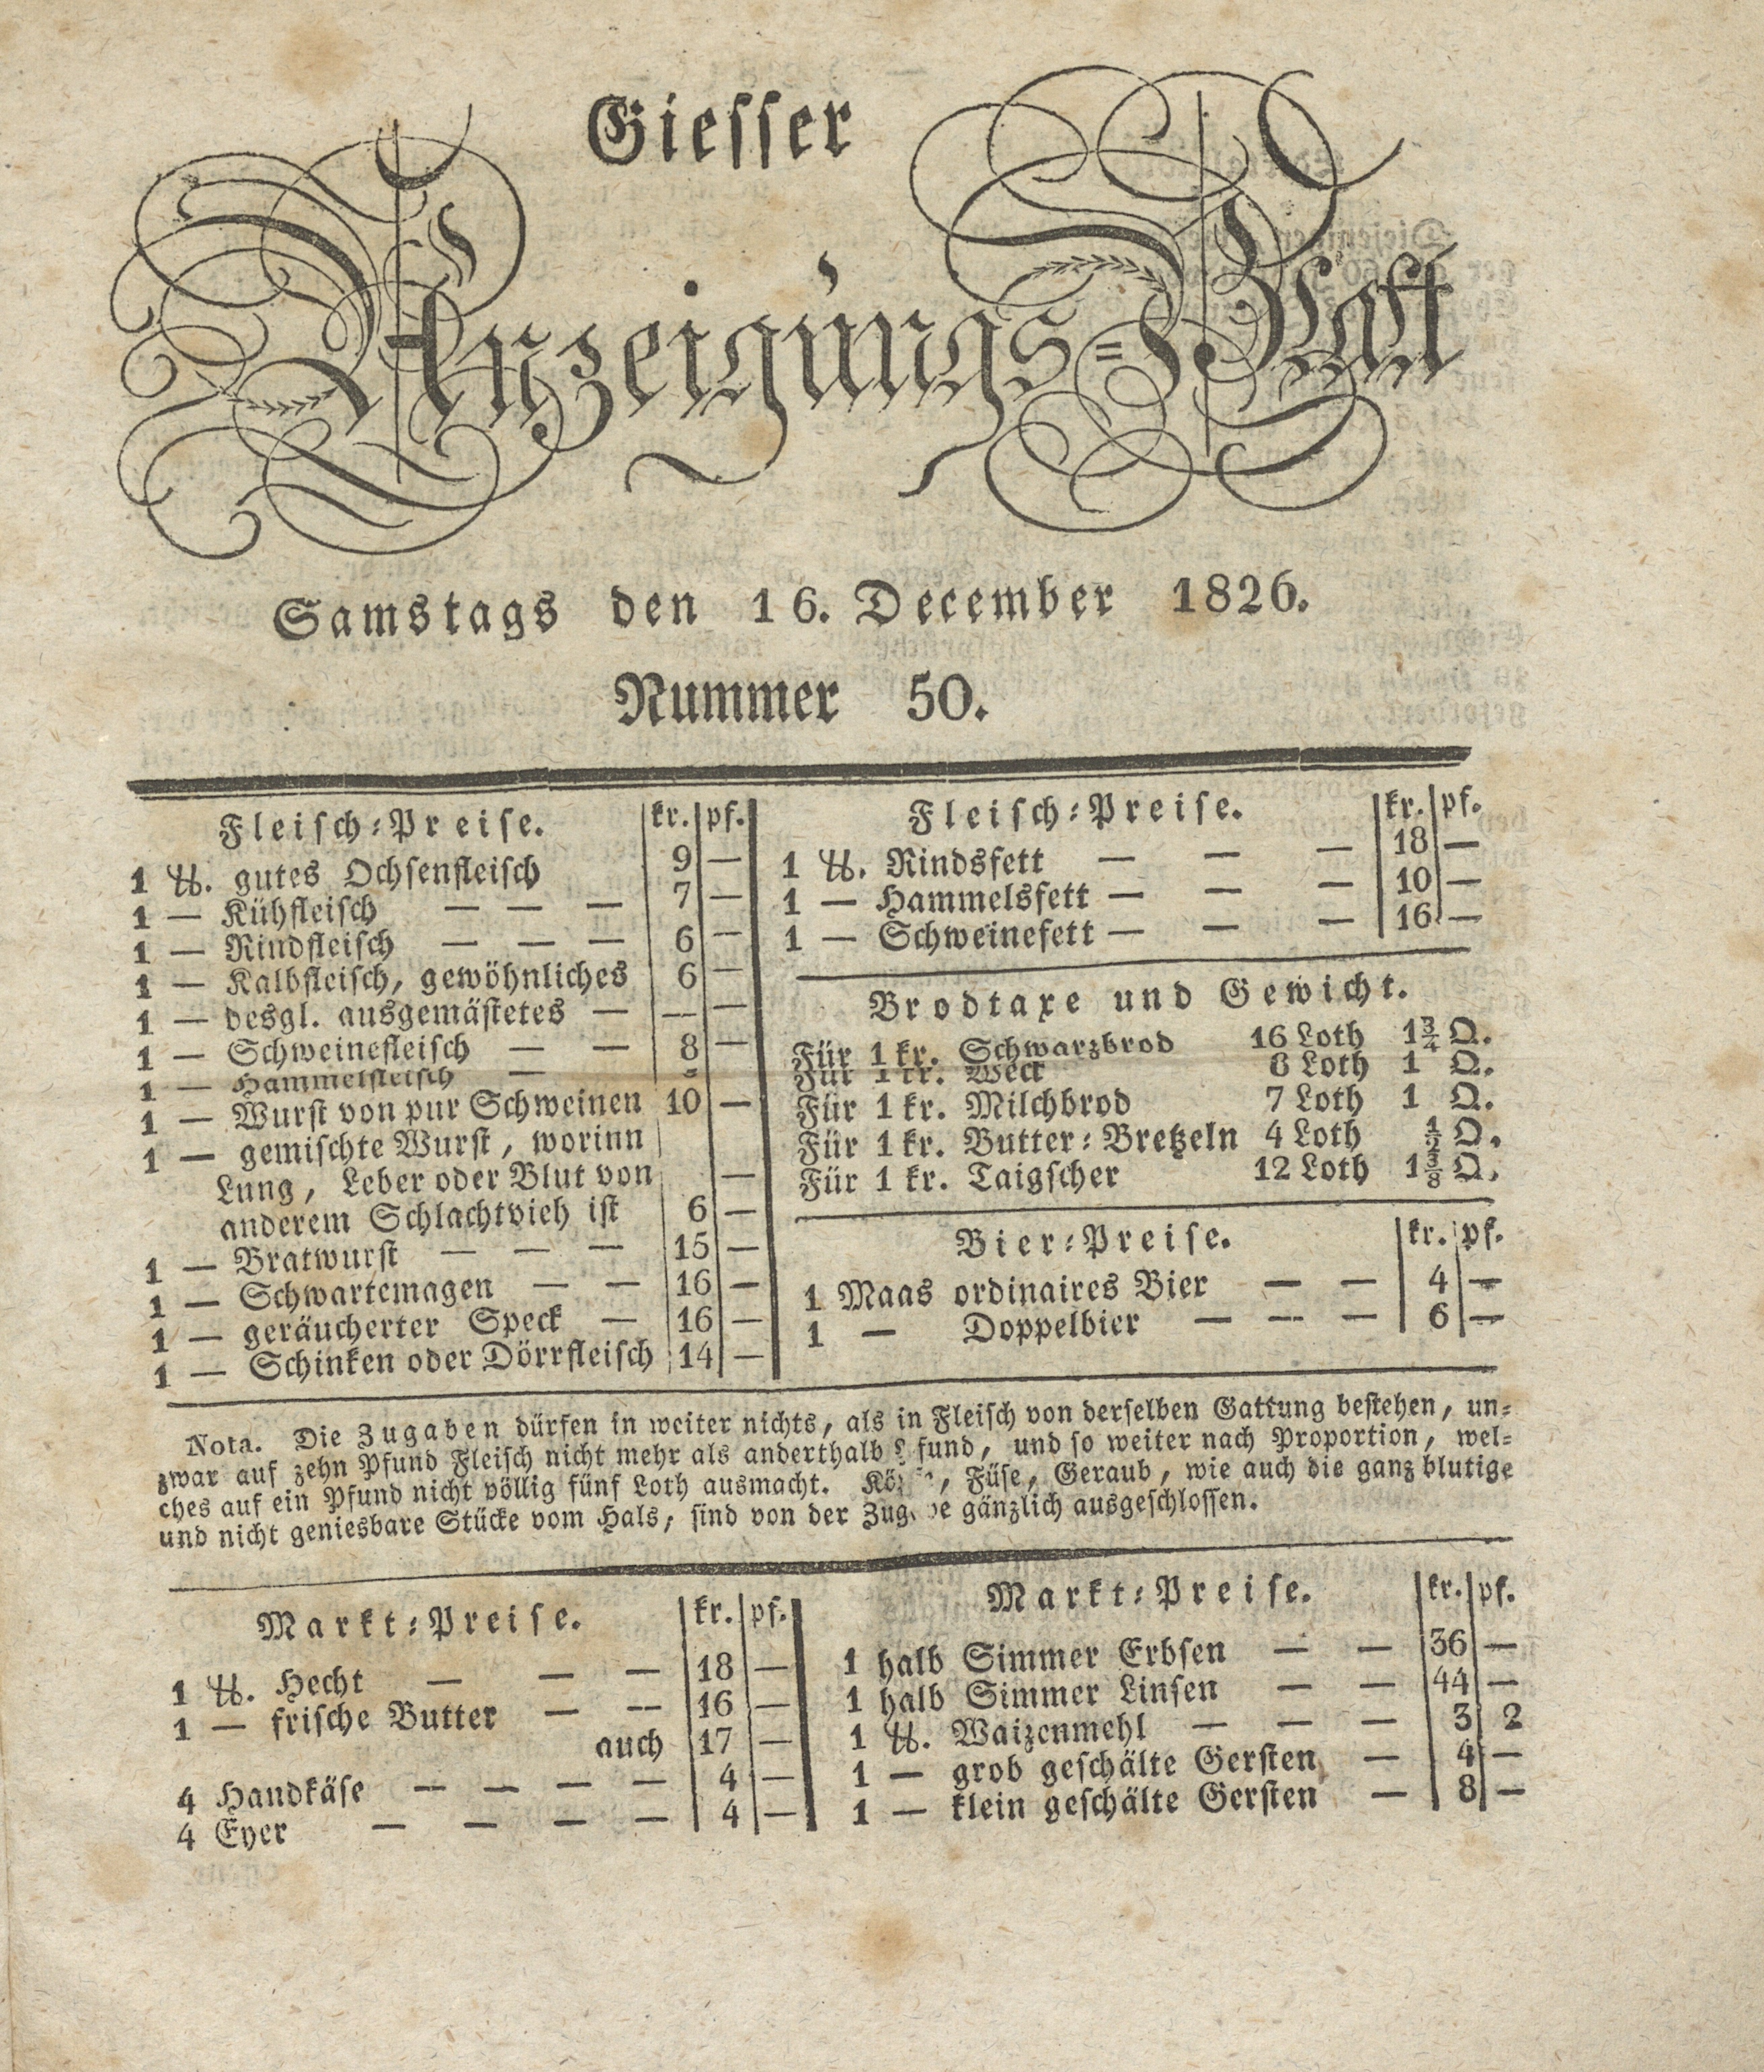 Giesser
Anzeigungs=Blatt
Samstags den 16. December 1826.
Nummer 50.
Fleisch=Preise. kr. pf.
1 ℔. gutes Ochsenfleisch 9 —
1 — Kühfleisch — — — 7 —
1 — Rindfleisch — — — 6 —
1 — Kalbfleisch, gewöhnliches 6 —
1 — desgl. ausgemästetes — — —
1 — Schweinefleisch — — 8 —
1 — Hammelfleisch —
1 — Wurst von pur Schweinen 10 —
1 — gemischte Wurst, worinn
Lung, Leber oder Blut von —
anderem Schlachtvieh ist 6 —
1 — Bratwurst — — — 15 —
1 — Schwartemagen — — 16 —
1 — geräucherter Speck — 16 —
1 — Schinken oder Dörrfleisch 14 —
Fleisch=Preise. kr. pf.
1 ℔. Rindsfett — — — 18 —
1 — Hammelsfett — — — 10 —
1 — Schweinefett — — — 16 —
Brodtaxe und Gewicht.
Für 1 kr. Schwarzbrod 16 Loth 1¾ Q.
Für 1 kr. Weck 8 Loth 1 Q.
Für 1 kr. Milchbrod 7 Loth 1 Q.
Für 1 kr. Butter=Bretzeln 4 Loth ½ Q.
Für 1 kr. Taigscher 12 Loth 1⅜ Q.
Bier=Preise. kr. pf.
1 Maas ordinaires Bier — — 4 —
1 — Doppelbier — — — 6 —
Nota. Die Zugaben dürfen in weiter nichts, als in Fleisch von derselben Gattung bestehen, un=
zwar auf zehn Pfund Fleisch nicht mehr als anderthalb Pfund, und so weiter nach Proportion, wel=
ches auf ein Pfund nicht völlig fünf Loth ausmacht. Füse, Geraub, wie auch die ganz blutige
und nicht geniesbare Stücke vom Hals, sind von der Zugabe gänzlich ausgeschlossen.
Markt=Preise. kr. pf.
1 ℔. Hecht — — — 18 —
1 — frische Butter — — 16 —
auch 17 —
4 Handkäse — — — — 4 —
4 Eyer — — — — 4 —
Markt=Preise. kr. pf.
1 halb Simmer Erbsen — — 36 —
1 halb Simmer Linsen — — 44 —
1 ℔. Waizenmehl — — — 3 2
1 — grob geschälte Gersten — 4 —
1 — klein geschälte Gersten — 8 —